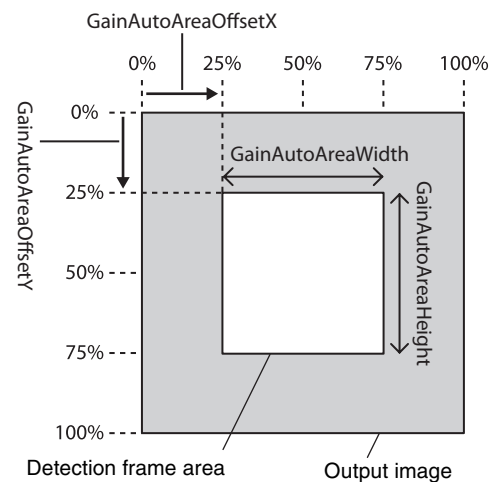 GainAutoAreaOffsetX
0% 25% 50% 75% 100%
GainAutoAreaOffsetY
0%
GainAutoAreaWidth
25%
GainAutoAreaHeight
50%
75%
100%
Detection frame area
Output image